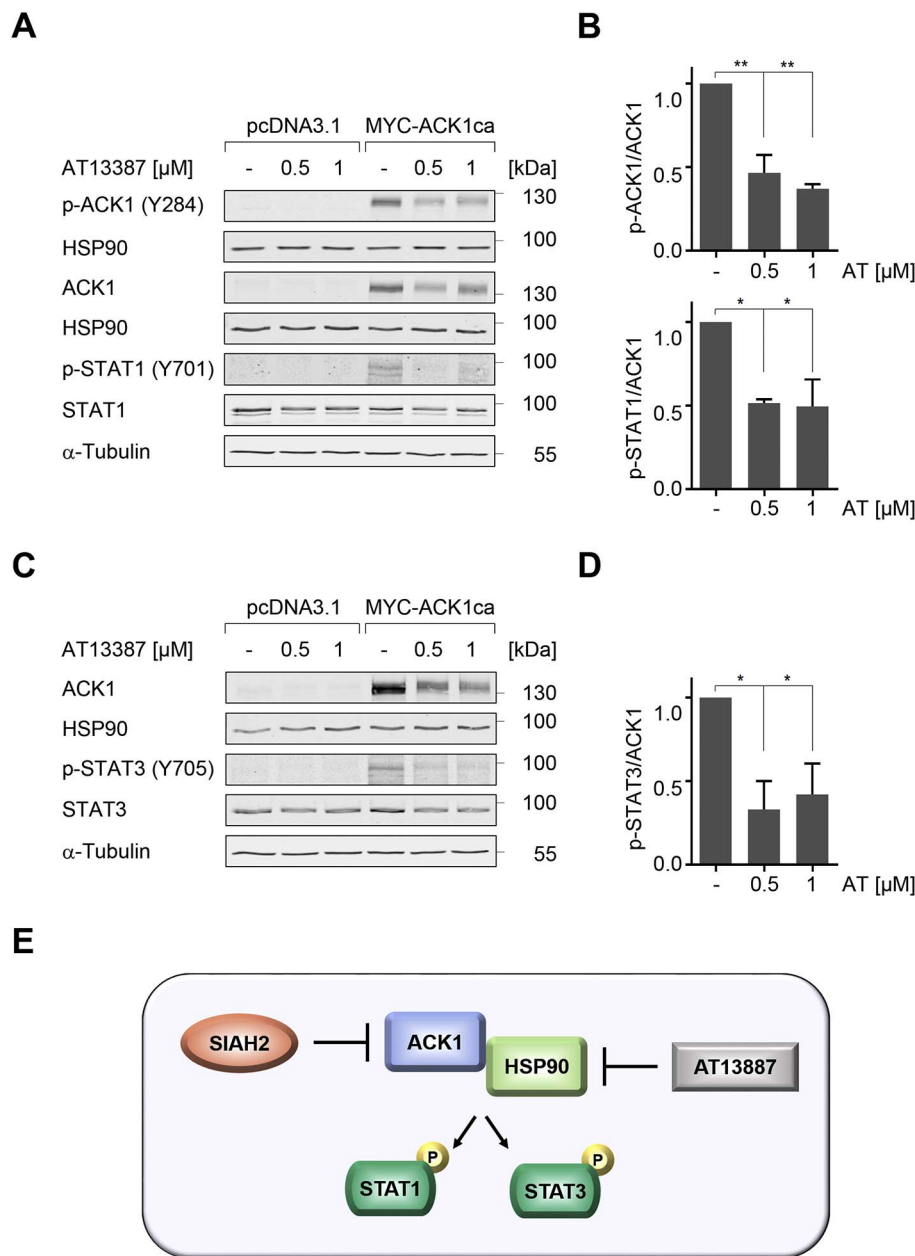 A
pcDNA3.1 MYC-ACK1ca
AT13387 [µM] - 0.5 1 - 0.5 1 [kDa]
p-ACK1 (Y284) 130
HSP90 100
ACK1 130
HSP90 100
p-STAT1 (Y701) 100
STAT1 100
α-Tubulin 55
B
** **
p-ACK1/ACK1
1.0
0.5
0.0
- 0.5 1 AT [µM]
* *
p-STAT1/ACK1
1.0
0.5
0.0
- 0.5 1 AT [µM]
C
pcDNA3.1 MYC-ACK1ca
AT13387 [µM] - 0.5 1 - 0.5 1 [kDa]
ACK1 130
HSP90 100
p-STAT3 (Y705) 100
STAT3 100
α-Tubulin 55
D
* *
p-STAT3/ACK1
1.0
0.5
0.0
- 0.5 1 AT [µM]
E
SIAH2 ACK1
HSP90 AT13887
P P
STAT1 STAT3